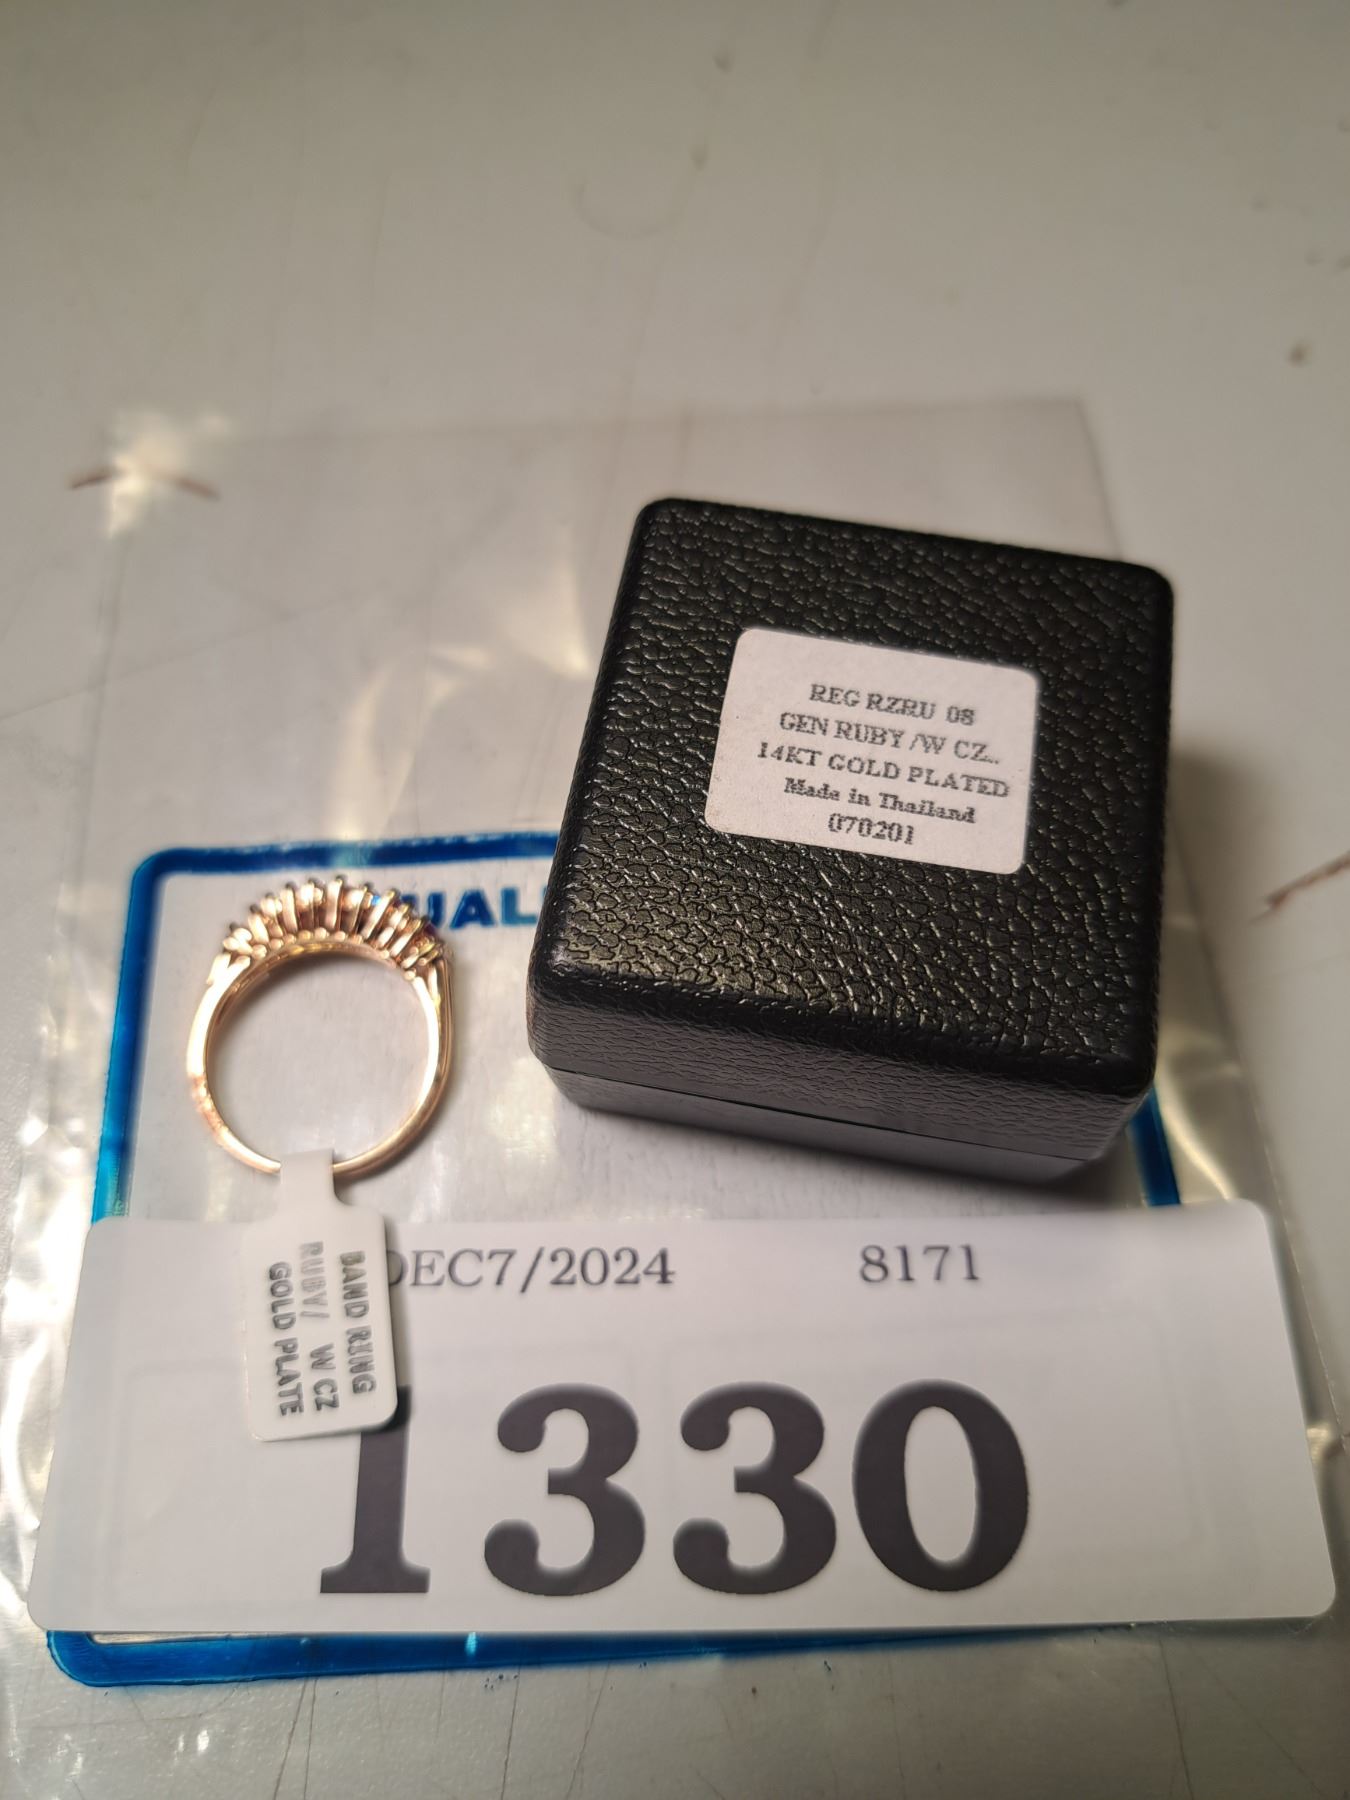 REG RZRU 08
GEN RUBY /W CZ..
14KT GOLD PLATED
Made in Thailand
070201
UAL
DEC7/2024 8171
BAND RING
RUBY/ W CZ
GOLD PLATE
1330